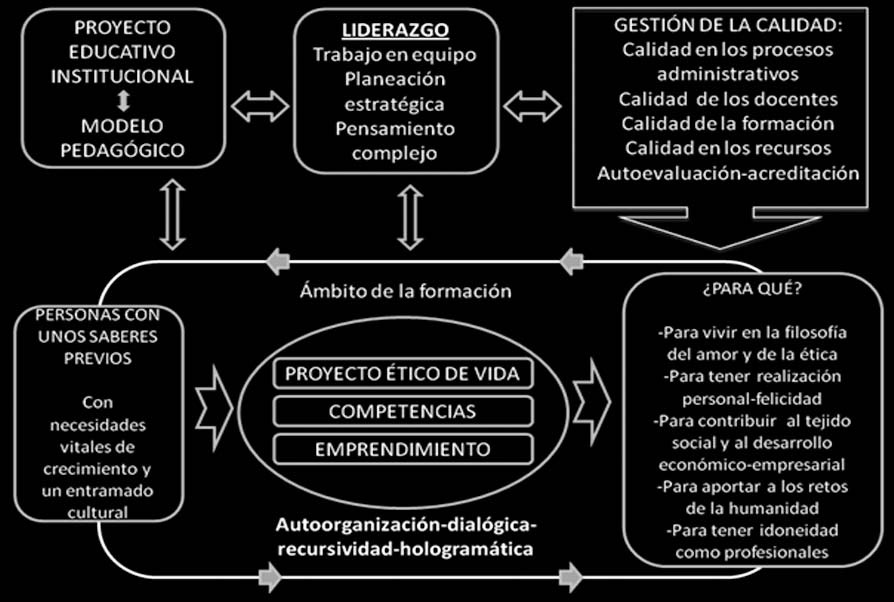 PROYECTO
EDUCATIVO
INSTITUCIONAL
MODELO
PEDAGÓGICO
LIDERAZGO
Trabajo en equipo
Planeación
estratégica
Pensamiento
complejo
GESTIÓN DE LA CALIDAD:
Calidad en los procesos
administrativos
Calidad de los docentes
Calidad de la formación
Calidad en los recursos
Autoevaluación-acreditación
Ámbito de la formación
PERSONAS CON
UNOS SABERES
PREVIOS
Con
necesidades
vitales de
crecimiento y
un entramado
cultural
PROYECTO ÉTICO DE VIDA
COMPETENCIAS
EMPRENDIMIENTO
Autoorganización-dialógica-
recursividad-hologramática
¿PARA QUÉ?
-Para vivir en la filosofía
del amor y de la ética
-Para tener realización
personal-felicidad
-Para contribuir al tejido
social y al desarrollo
económico-empresarial
-Para aportar a los retos
de la humanidad
-Para tener idoneidad
como profesionales